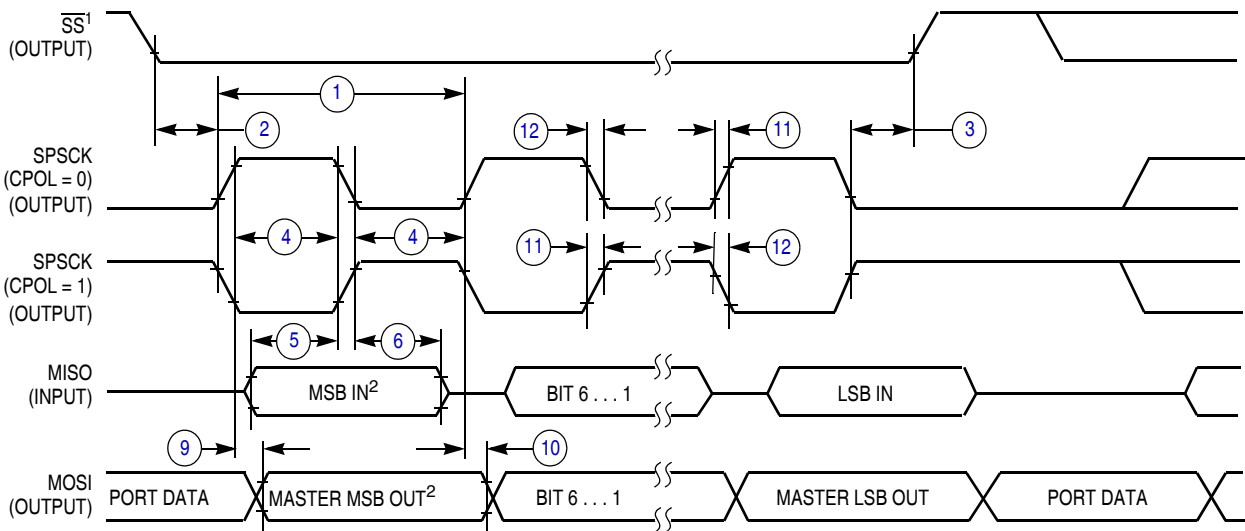 SS¹
(OUTPUT)
1
2
12
11
3
SPSCK
(CPOL = 0)
(OUTPUT)
4
4
11
12
SPSCK
(CPOL = 1)
(OUTPUT)
5
6
MISO
(INPUT)
MSB IN²
BIT 6 . . . 1
LSB IN
9
10
MOSI
(OUTPUT)
PORT DATA
MASTER MSB OUT²
BIT 6 . . . 1
MASTER LSB OUT
PORT DATA